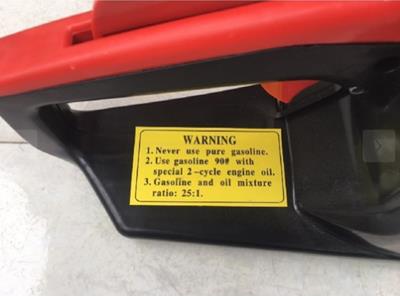 WARNING
1. Never use pure gasoline.
2. Use gasoline 90# with
special 2-cycle engine oil.
3. Gasoline and oil mixture
ratio: 25:1.